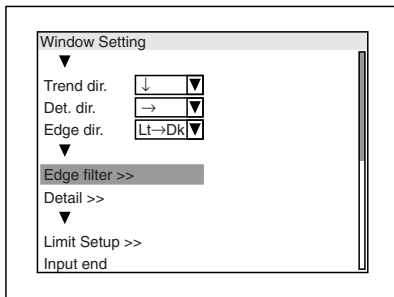 Window Setting
▼
Trend dir. ↓ ▼
Det. dir. → ▼
Edge dir. Lt→Dk ▼
▼
Edge filter >>
Detail >>
▼
Limit Setup >>
Input end